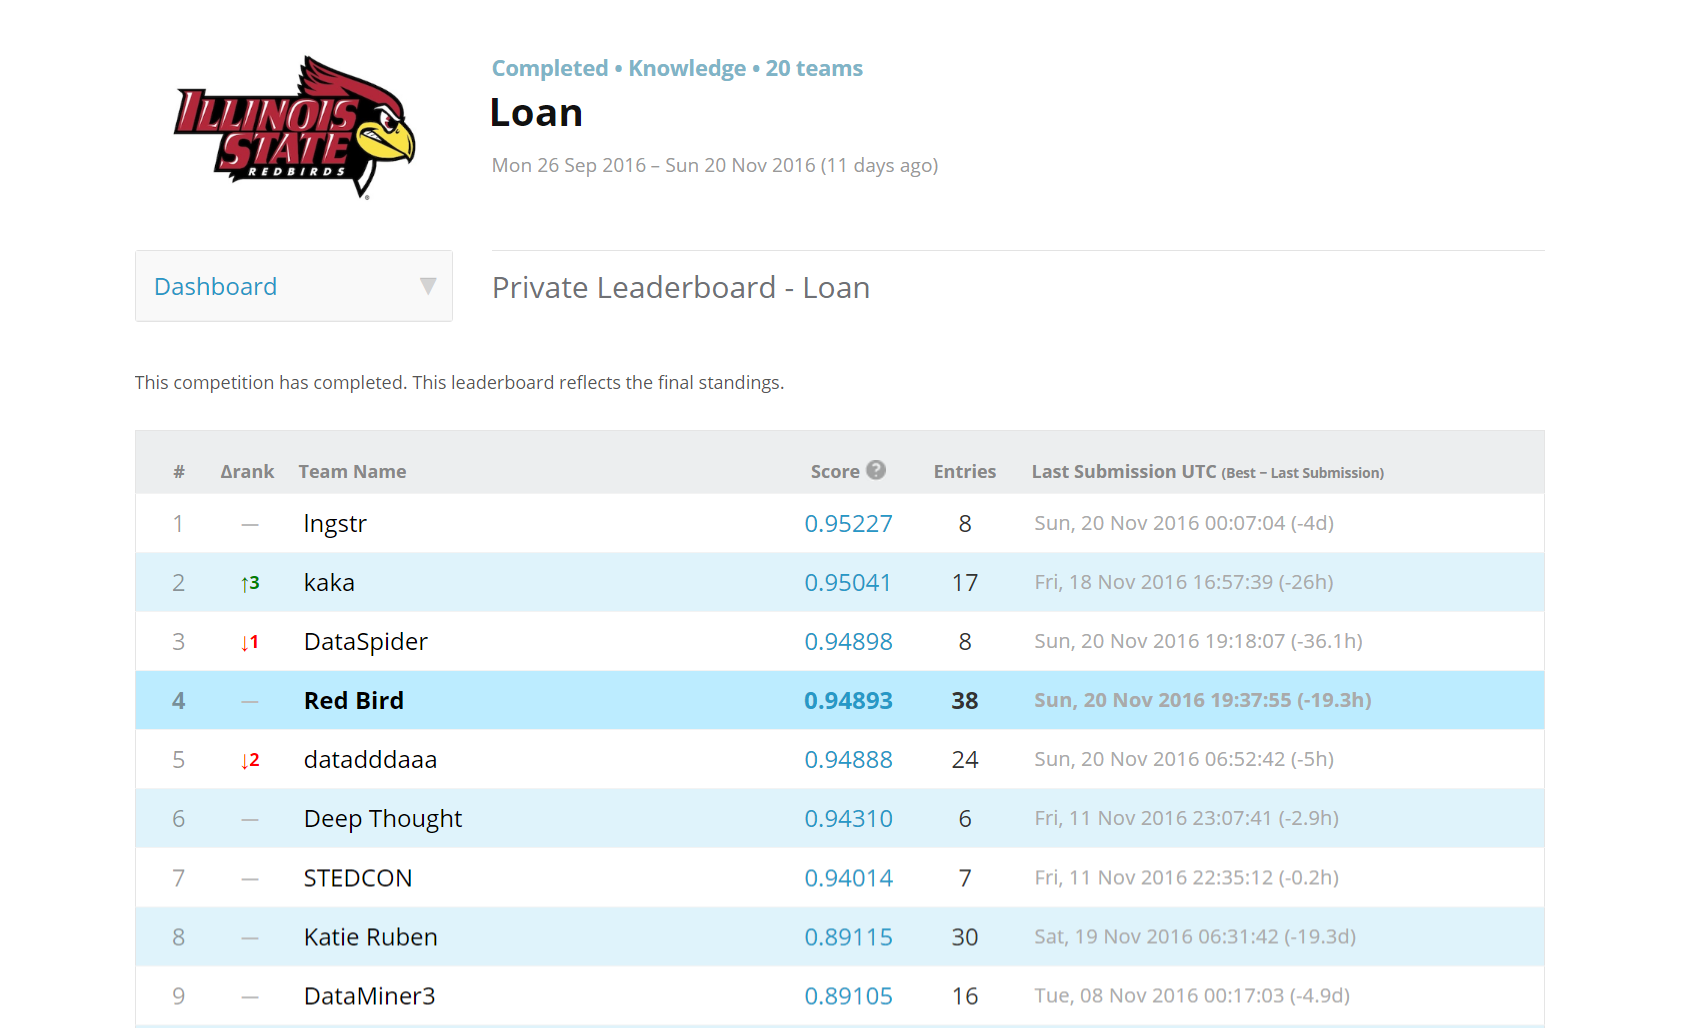 ILLINOIS
STATE
REDBIRDS
Completed • Knowledge • 20 teams
Loan
Mon 26 Sep 2016 – Sun 20 Nov 2016 (11 days ago)
Dashboard
Private Leaderboard - Loan
This competition has completed. This leaderboard reflects the final standings.
# Δrank Team Name Score ? Entries Last Submission UTC (Best − Last Submission)
1 — lngstr 0.95227 8 Sun, 20 Nov 2016 00:07:04 (-4d)
2 ↑3 kaka 0.95041 17 Fri, 18 Nov 2016 16:57:39 (-26h)
3 ↓1 DataSpider 0.94898 8 Sun, 20 Nov 2016 19:18:07 (-36.1h)
4 — Red Bird 0.94893 38 Sun, 20 Nov 2016 19:37:55 (-19.3h)
5 ↓2 datadddaaa 0.94888 24 Sun, 20 Nov 2016 06:52:42 (-5h)
6 — Deep Thought 0.94310 6 Fri, 11 Nov 2016 23:07:41 (-2.9h)
7 — STEDCON 0.94014 7 Fri, 11 Nov 2016 22:35:12 (-0.2h)
8 — Katie Ruben 0.89115 30 Sat, 19 Nov 2016 06:31:42 (-19.3d)
9 — DataMiner3 0.89105 16 Tue, 08 Nov 2016 00:17:03 (-4.9d)